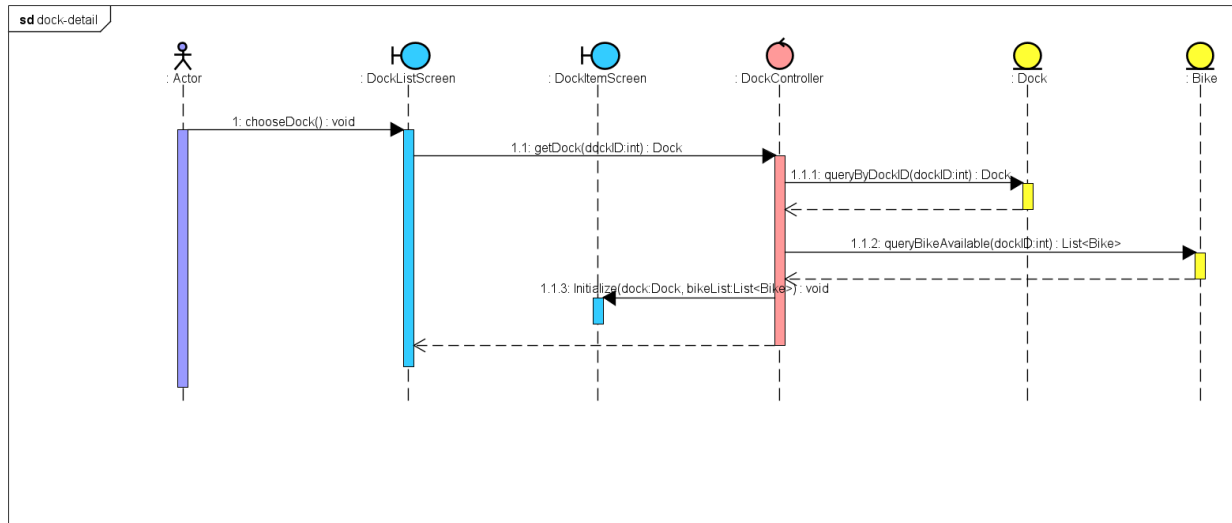 sd dock-detail
: Actor
: DockListScreen
: DockItemScreen
: DockController
: Dock
: Bike
1: chooseDock() : void
1.1: getDock(dockID:int) : Dock
1.1.1: queryByDockID(dockID:int) : Dock
1.1.2: queryBikeAvailable(dockID:int) : List<Bike>
1.1.3: Initialize(dock:Dock, bikeList:List<Bike>) : void